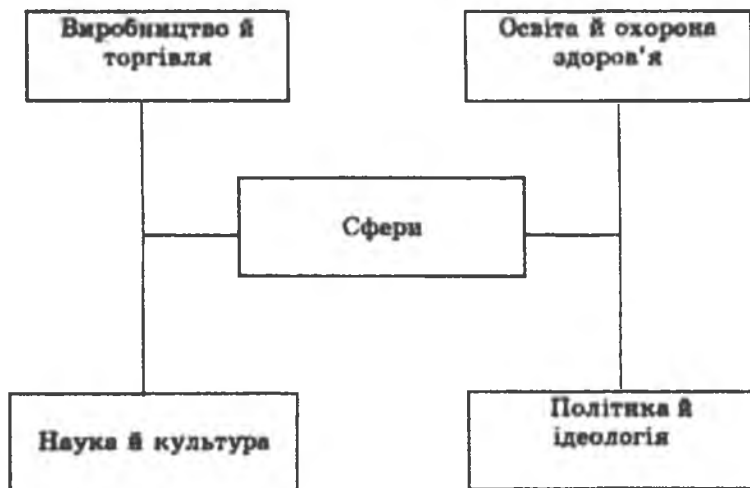 Виробництво й
торгівля
Освіта й охорона
здоров'я
Сфери
Наука й культура
Політика й
ідеологія